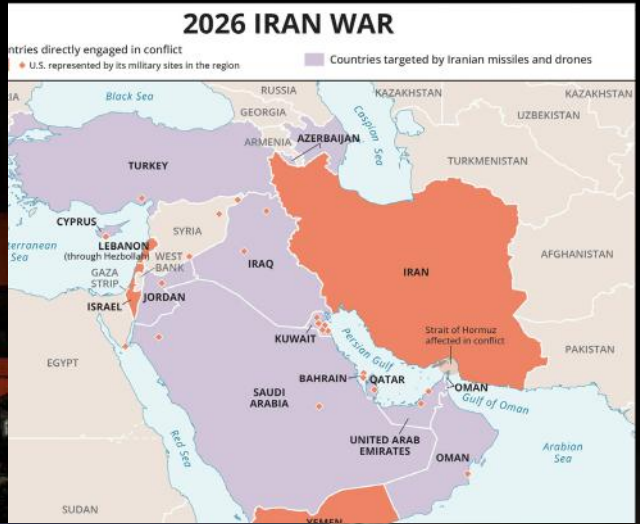 2026 IRAN WAR
ntries directly engaged in conflict
U.S. represented by its military sites in the region
Countries targeted by Iranian missiles and drones
Black Sea
RUSSIA
KAZAKHSTAN
KAZAKHSTAN
IA
GEORGIA
Caspian Sea
UZBEKISTAN
ARMENIA
AZERBAIJAN
TURKMENISTAN
TURKEY
CYPRUS
SYRIA
terranean
Sea
LEBANON
(through Hezbollah)
WEST
BANK
IRAQ
IRAN
AFGHANISTAN
GAZA
STRIP
JORDAN
ISRAEL
Strait of Hormuz
affected in conflict
KUWAIT
Persian Gulf
PAKISTAN
EGYPT
BAHRAIN
QATAR
OMAN
SAUDI
ARABIA
Gulf of Oman
UNITED ARAB
EMIRATES
Red Sea
OMAN
Arabian
Sea
SUDAN
YEMEN